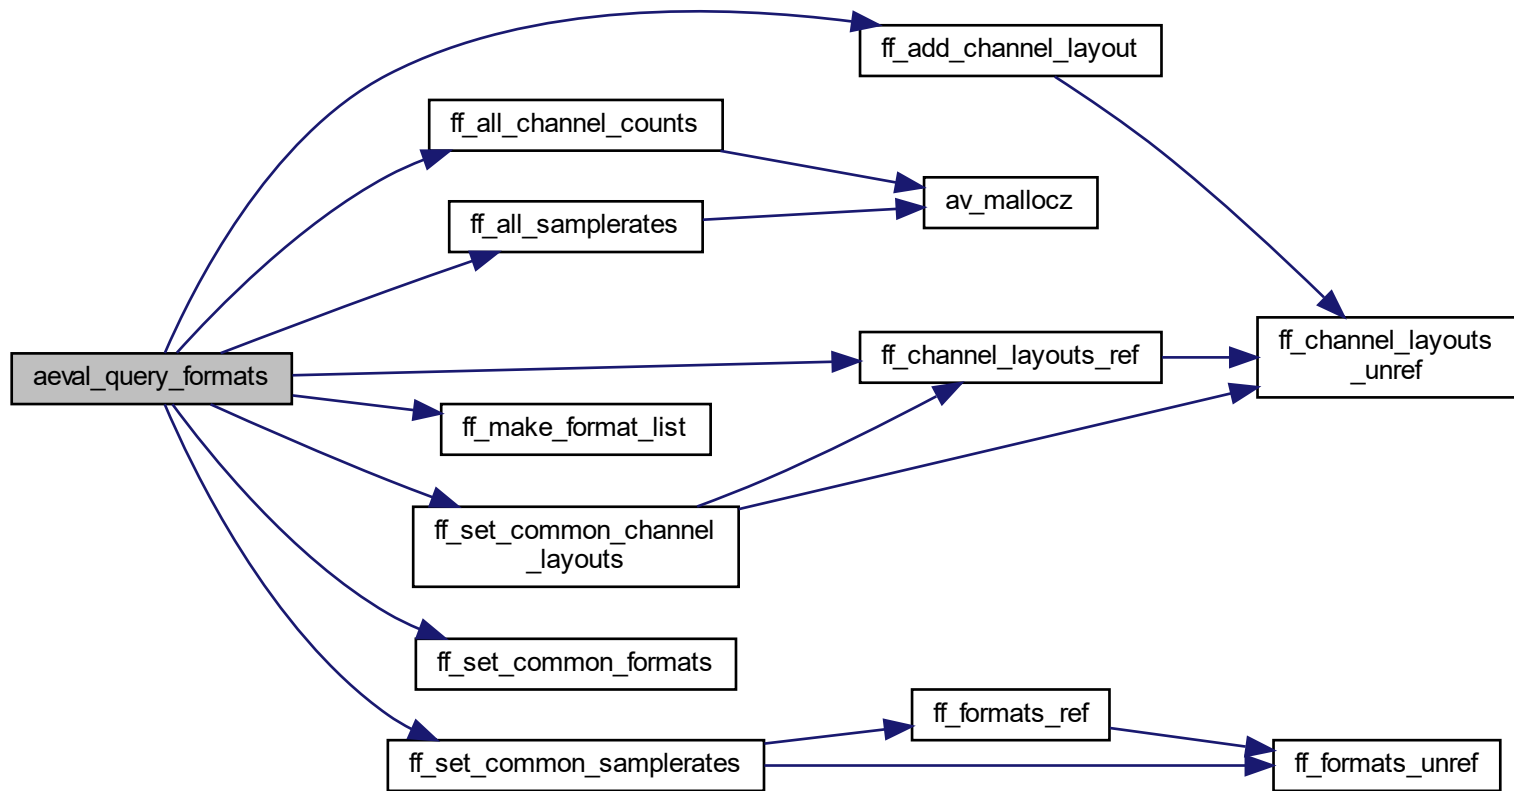 ff_add_channel_layout
ff_all_channel_counts
av_mallocz
ff_all_samplerates
ff_channel_layouts
_unref
ff_channel_layouts_ref
aeval_query_formats
ff_make_format_list
ff_set_common_channel
_layouts
ff_set_common_formats
ff_formats_ref
ff_set_common_samplerates
ff_formats_unref